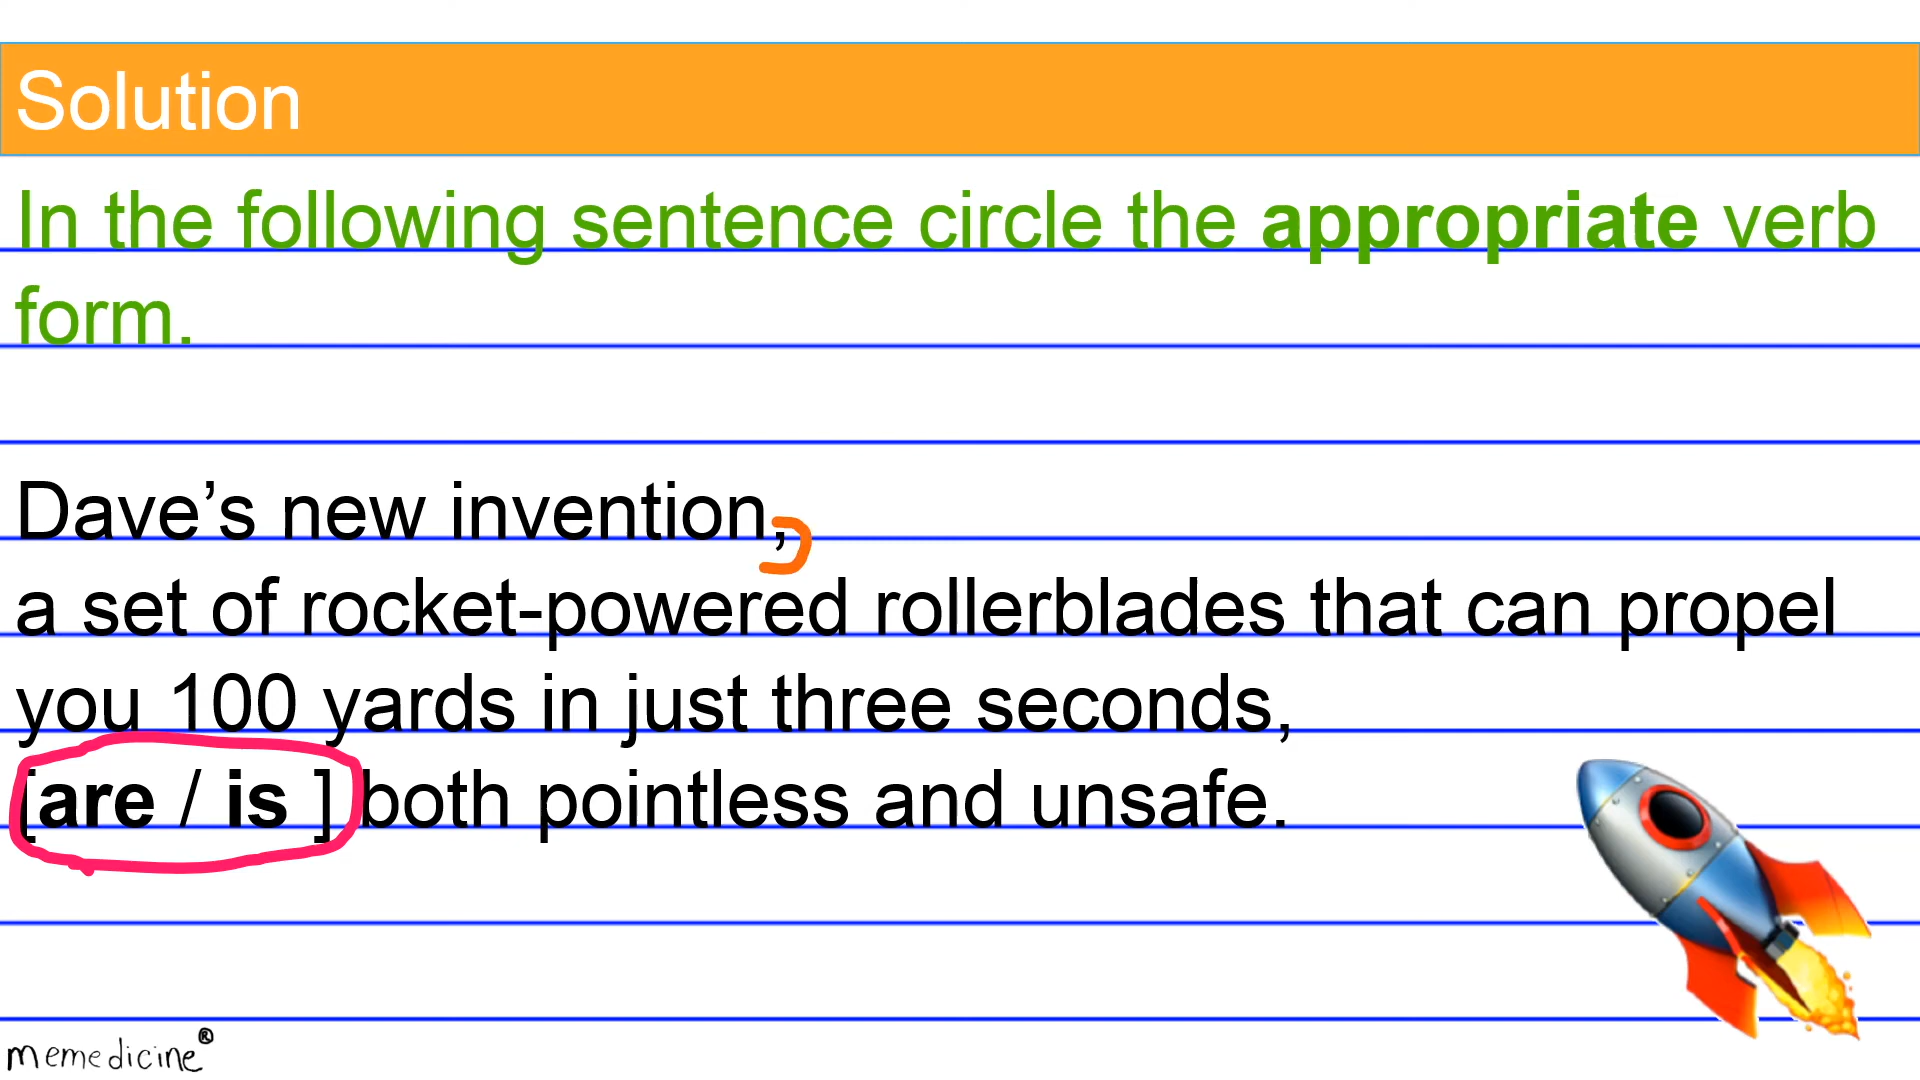 Solution
In the following sentence circle the appropriate verb
form.
Dave’s new invention,
a set of rocket-powered rollerblades that can propel
you 100 yards in just three seconds,
[are / is ] both pointless and unsafe.
memedicine®